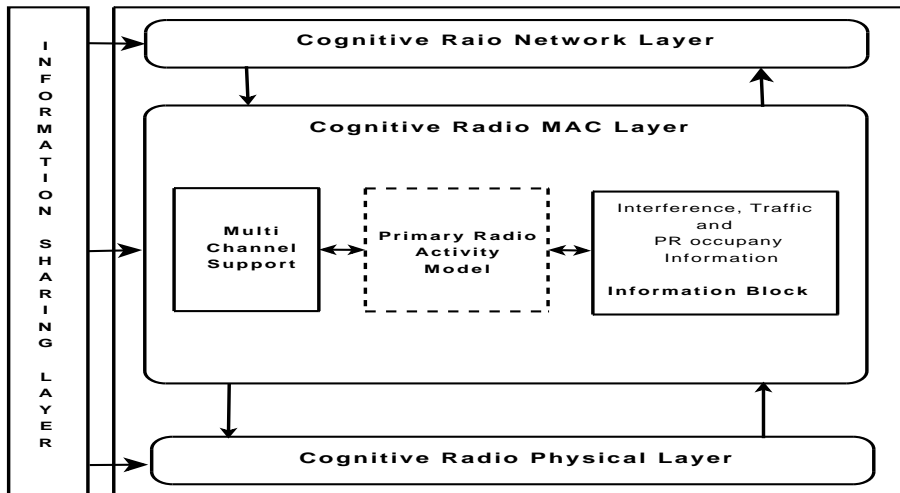 INFORMATION SHARING LAYER
Cognitive Raio Network Layer
Cognitive Radio MAC Layer
Multi
Channel
Support
Primary Radio
Activity
Model
Interference, Traffic
and
PR occupany
Information
Information Block
Cognitive Radio Physical Layer